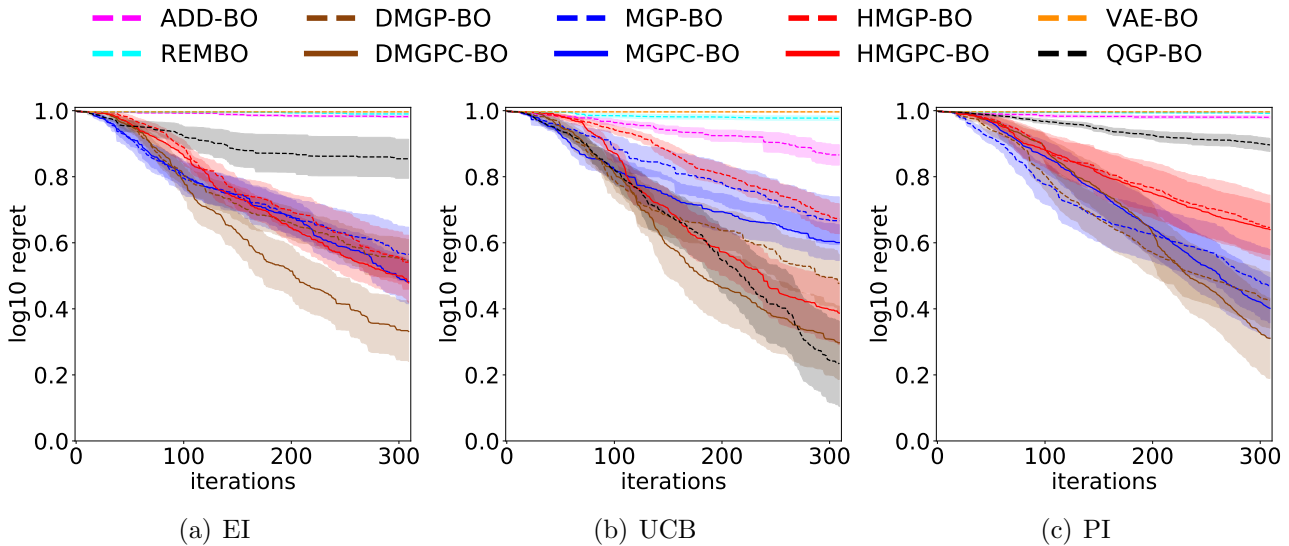 ADD-BO DMGP-BO MGP-BO HMGP-BO VAE-BO
REMBO DMGPC-BO MGPC-BO HMGPC-BO QGP-BO
log10 regret
1.0
0.8
0.6
0.4
0.2
0.0
0 100 200 300
iterations
(a) EI
log10 regret
1.0
0.8
0.6
0.4
0.2
0.0
0 100 200 300
iterations
(b) UCB
log10 regret
1.0
0.8
0.6
0.4
0.2
0.0
0 100 200 300
iterations
(c) PI